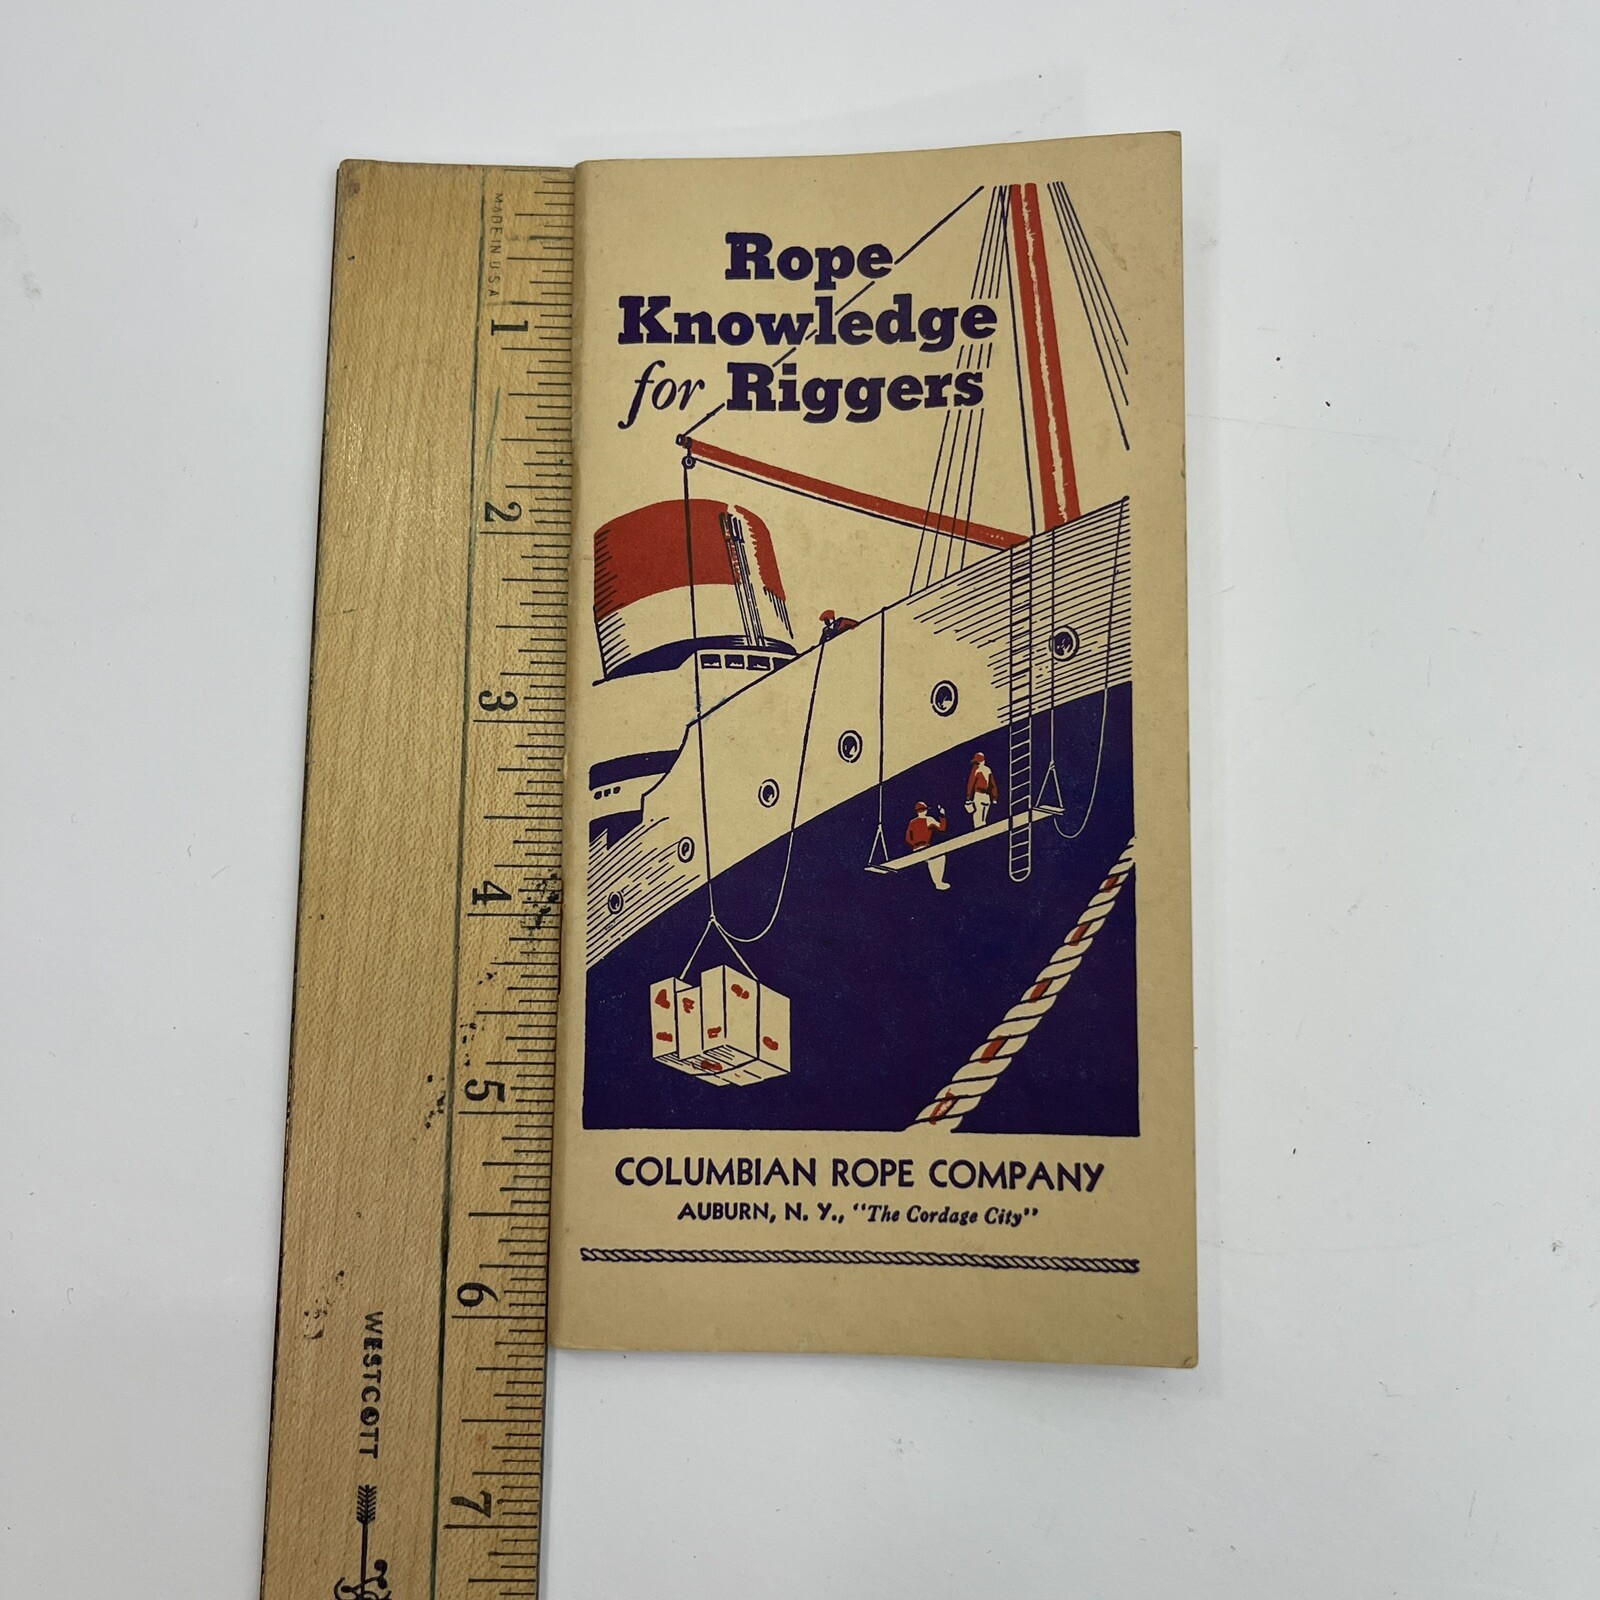 MADE IN U.S.A
1
2
3
4
5
6
7
WESTCOTT
Rope
Knowledge
for Riggers
COLUMBIAN ROPE COMPANY
AUBURN, N. Y., "The Cordage City"